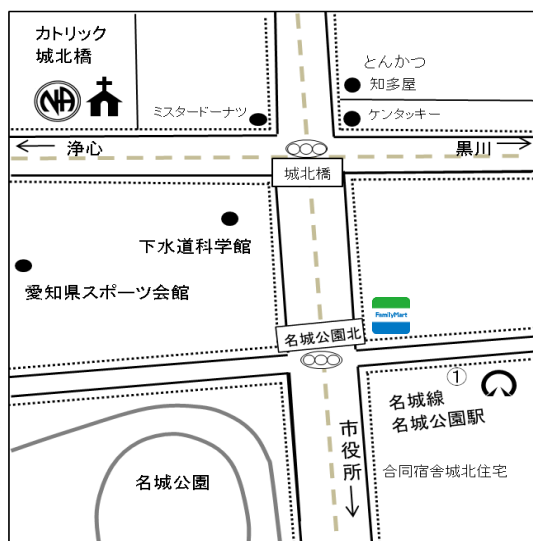 カトリック
城北橋
NA
とんかつ
知多屋
ミスタードーナツ
ケンタッキー
浄心
黒川
城北橋
下水道科学館
愛知県スポーツ会館
FamilyMart
名城公園北
①
名城線
名城公園駅
市役所
合同宿舎城北住宅
名城公園